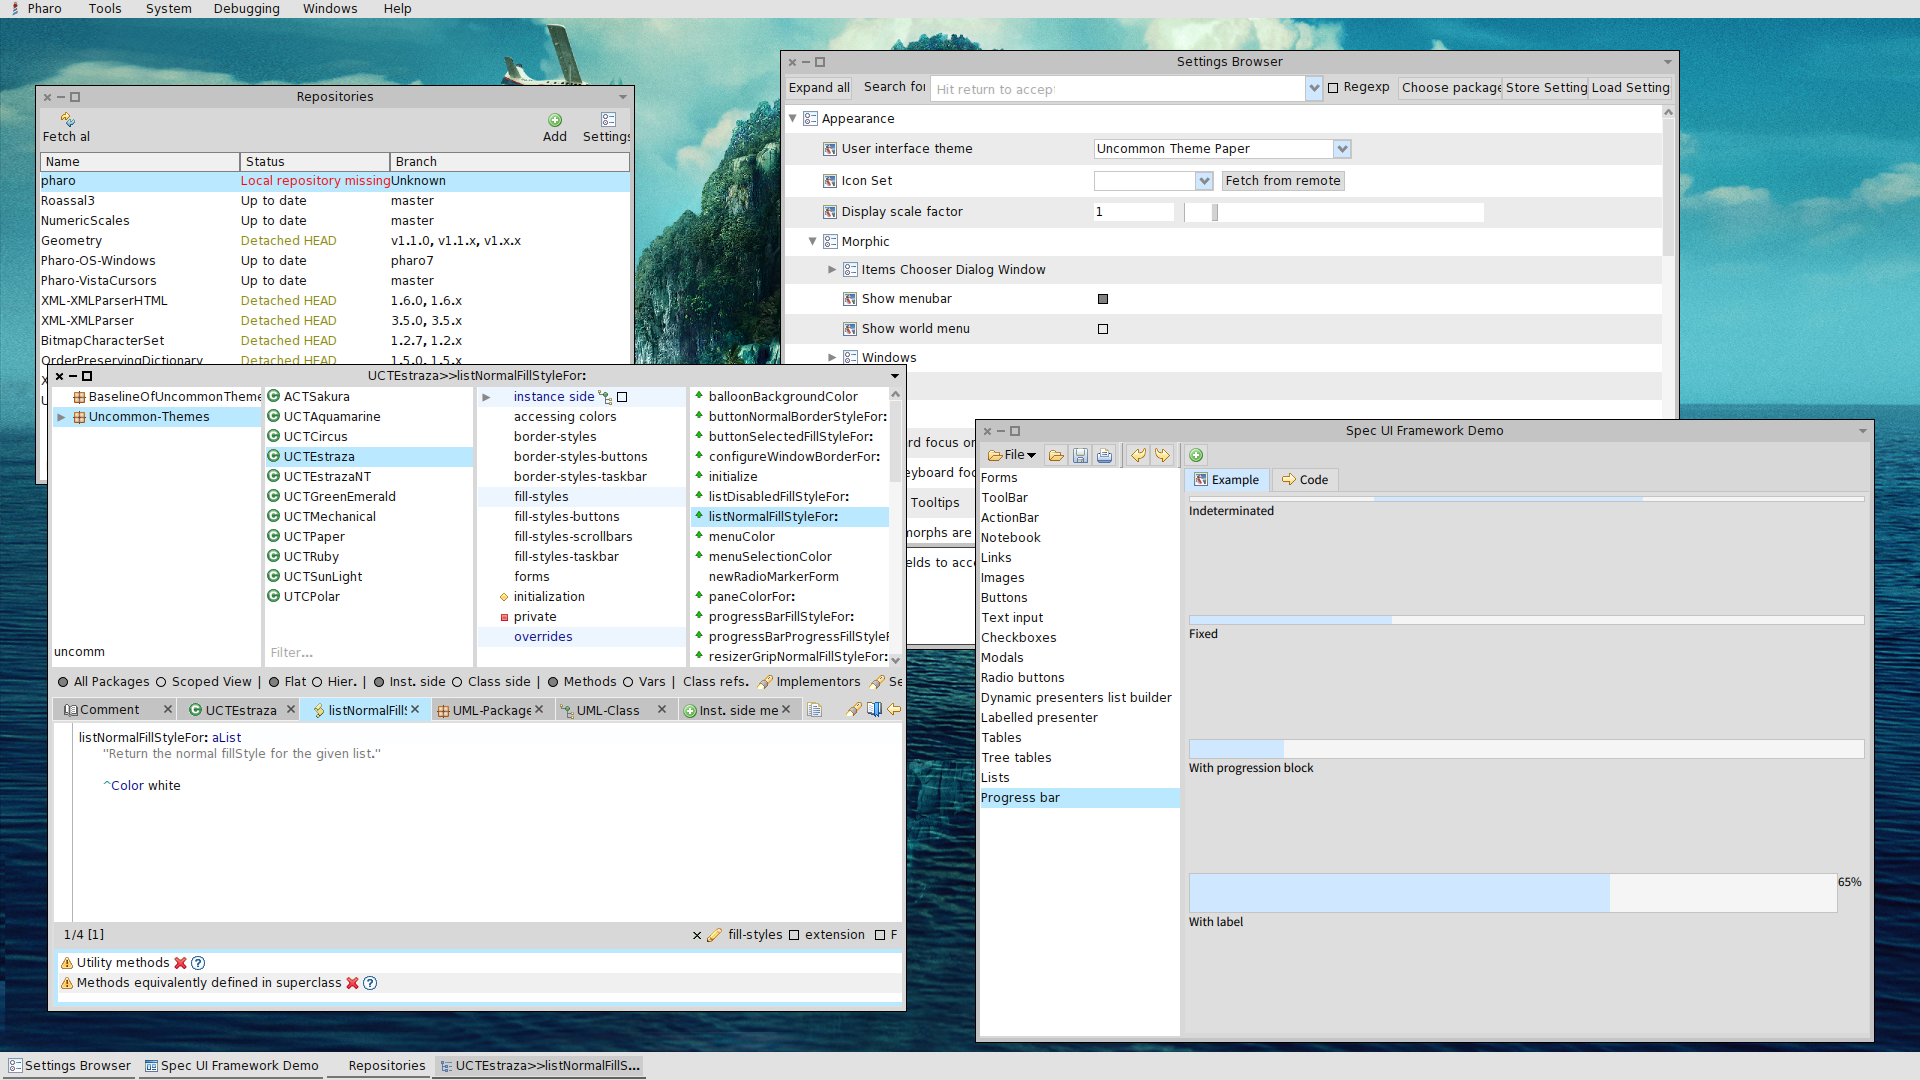 Pharo Tools System Debugging Windows Help
Repositories
Fetch al Add Settings
Name Status Branch
pharo Local repository missing Unknown
Roassal3 Up to date master
NumericScales Up to date master
Geometry Detached HEAD v1.1.0, v1.1.x, v1.x.x
Pharo-OS-Windows Up to date pharo7
Pharo-VistaCursors Up to date master
XML-XMLParserHTML Detached HEAD 1.6.0, 1.6.x
XML-XMLParser Detached HEAD 3.5.0, 3.5.x
BitmapCharacterSet Detached HEAD 1.2.7, 1.2.x
OrderPreservingDictionary Detached HEAD 1.5.0, 1.5.x
Settings Browser
Expand all Search for Hit return to accept Regexp Choose package Store Setting Load Setting
Appearance
User interface theme Uncommon Theme Paper
Icon Set Fetch from remote
Display scale factor 1
Morphic
Items Chooser Dialog Window
Show menubar
Show world menu
Windows
rd focus on
eyboard foc
Tooltips
morphs are
elds to acce
UCTEstraza>>listNormalFillStyleFor:
BaselineOfUncommonTheme
Uncommon-Themes
uncomm
ACTSakura
UCTAquamarine
UCTCircus
UCTEstraza
UCTEstrazaNT
UCTGreenEmerald
UCTMechanical
UCTPaper
UCTRuby
UCTSunLight
UTCPolar
Filter...
instance side
accessing colors
border-styles
border-styles-buttons
border-styles-taskbar
fill-styles
fill-styles-buttons
fill-styles-scrollbars
fill-styles-taskbar
forms
initialization
private
overrides
balloonBackgroundColor
buttonNormalBorderStyleFor:
buttonSelectedFillStyleFor:
configureWindowBorderFor:
initialize
listDisabledFillStyleFor:
listNormalFillStyleFor:
menuColor
menuSelectionColor
newRadioMarkerForm
paneColorFor:
progressBarFillStyleFor:
progressBarProgressFillStyleF
resizerGripNormalFillStyleFor:
All Packages Scoped View | Flat Hier. | Inst. side Class side | Methods Vars | Class refs. Implementors Se
Comment UCTEstraza listNormalFillS UML-Package UML-Class Inst. side me
listNormalFillStyleFor: aList
"Return the normal fillStyle for the given list."
^Color white
1/4 [1] fill-styles extension F
Utility methods
Methods equivalently defined in superclass
Spec UI Framework Demo
File
Forms
ToolBar
ActionBar
Notebook
Links
Images
Buttons
Text input
Checkboxes
Modals
Radio buttons
Dynamic presenters list builder
Labelled presenter
Tables
Tree tables
Lists
Progress bar
Example Code
Indeterminated
Fixed
With progression block
65%
With label
Settings Browser Spec UI Framework Demo Repositories UCTEstraza>>listNormalFillS...